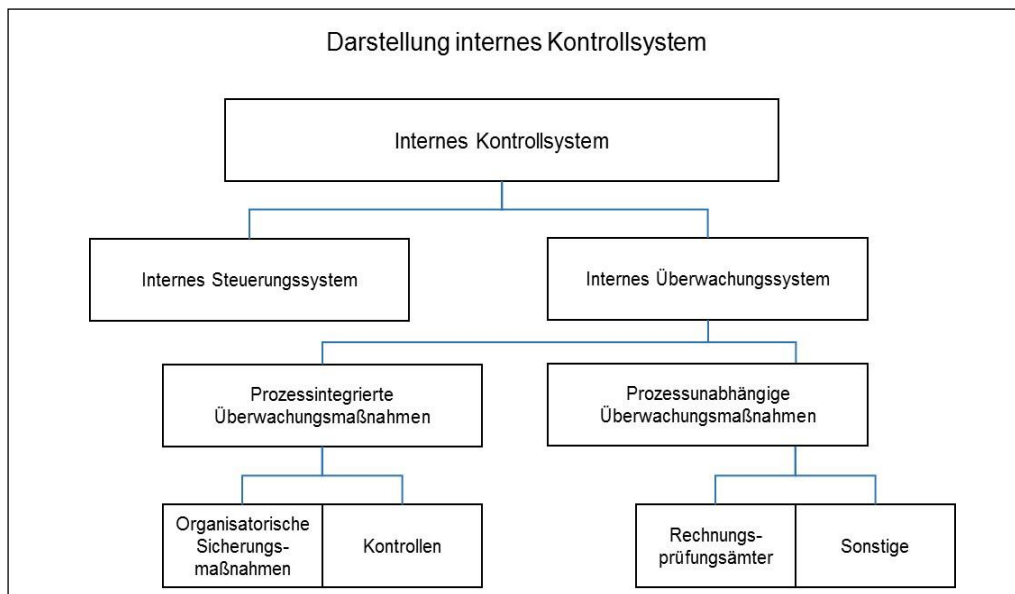 Darstellung internes Kontrollsystem
Internes Kontrollsystem
Internes Steuerungssystem
Internes Überwachungssystem
Prozessintegrierte
Überwachungsmaßnahmen
Prozessunabhängige
Überwachungsmaßnahmen
Organisatorische
Sicherungs-
maßnahmen
Kontrollen
Rechnungs-
prüfungsämter
Sonstige